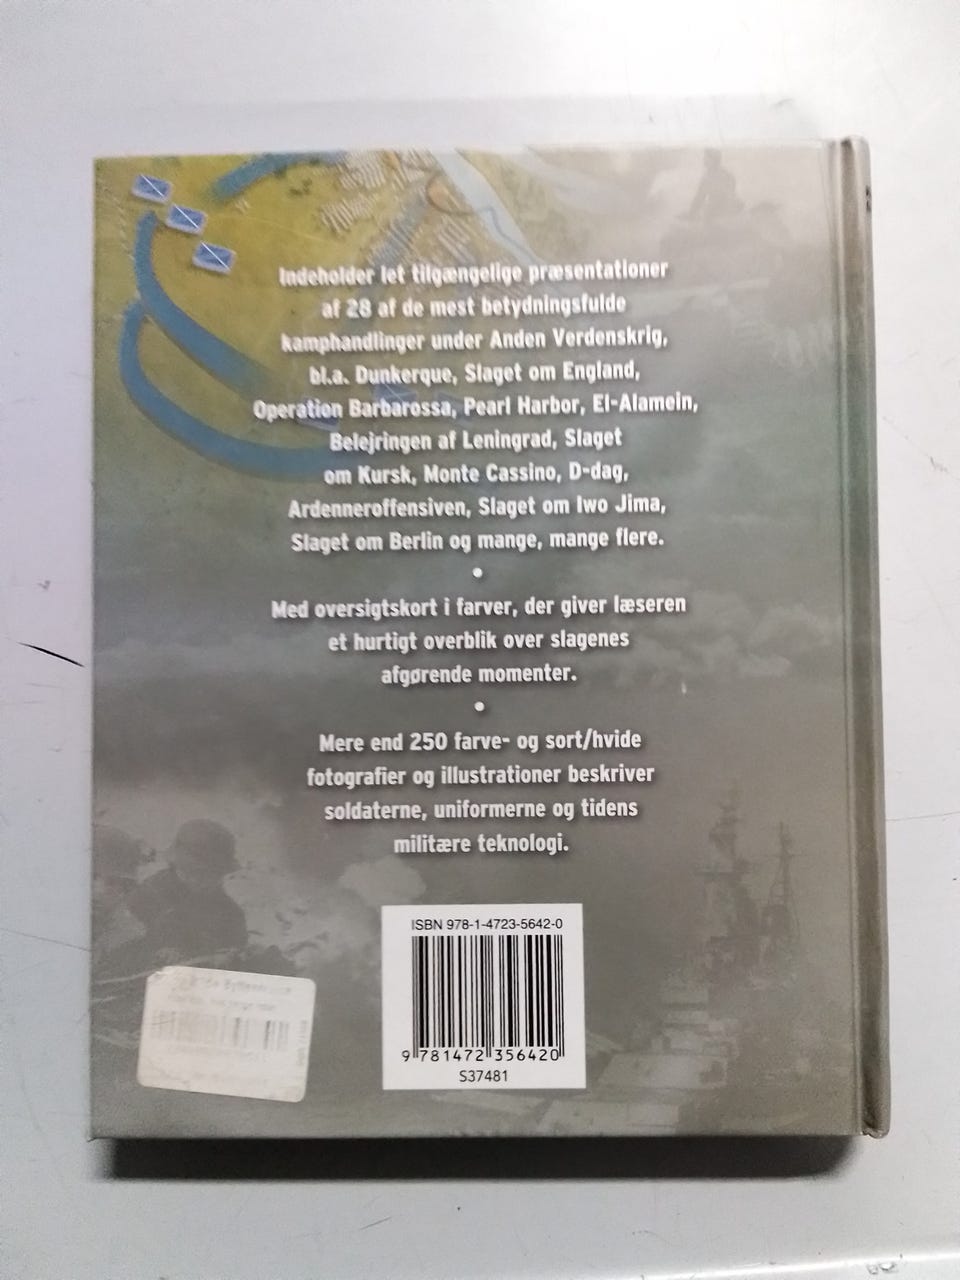 Indeholder let tilgængelige præsentationer
af 28 af de mest betydningsfulde
kamphandlinger under Anden Verdenskrig,
bl.a. Dunkerque, Slaget om England,
Operation Barbarossa, Pearl Harbor, El-Alamein,
Belejringen af Leningrad, Slaget
om Kursk, Monte Cassino, D-dag,
Ardenneroffensiven, Slaget om Iwo Jima,
Slaget om Berlin og mange, mange flere.
•
Med oversigtskort i farver, der giver læseren
et hurtigt overblik over slagenes
afgørende momenter.
•
Mere end 250 farve- og sort/hvide
fotografier og illustrationer beskriver
soldaterne, uniformerne og tidens
militære teknologi.
ISBN 978-1-4723-5642-0
9 781472 356420
S37481